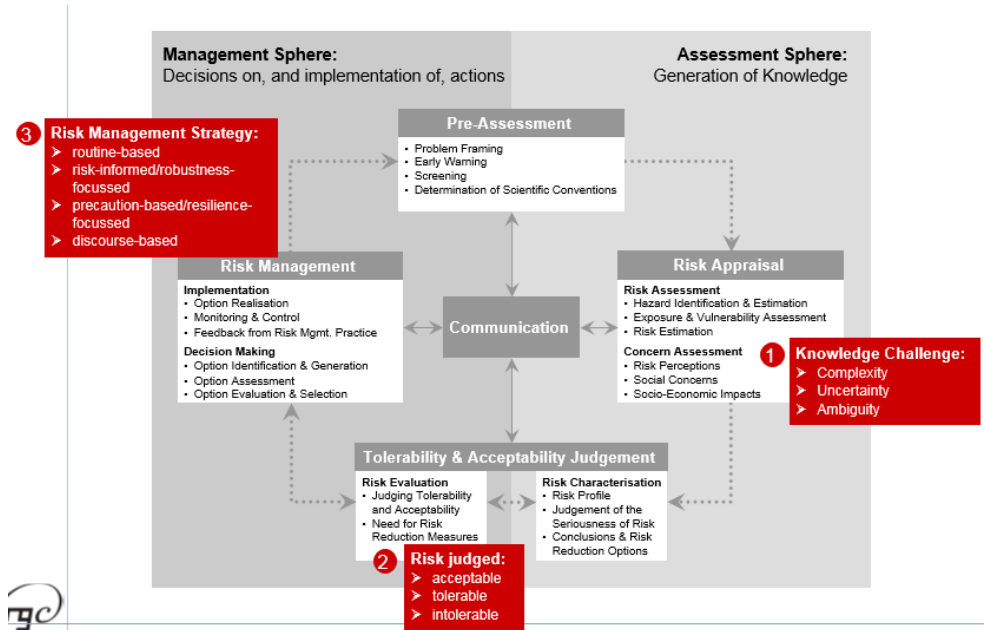 Management Sphere:
Decisions on, and implementation of, actions
Assessment Sphere:
Generation of Knowledge
3 Risk Management Strategy:
➢ routine-based
➢ risk-informed/robustness-
focussed
➢ precaution-based/resilience-
focussed
➢ discourse-based
Pre-Assessment
• Problem Framing
• Early Warning
• Screening
• Determination of Scientific Conventions
Risk Management
Implementation
• Option Realisation
• Monitoring & Control
• Feedback from Risk Mgmt. Practice
Decision Making
• Option Identification & Generation
• Option Assessment
• Option Evaluation & Selection
Communication
Risk Appraisal
Risk Assessment
• Hazard Identification & Estimation
• Exposure & Vulnerability Assessment
• Risk Estimation
Concern Assessment
• Risk Perceptions
• Social Concerns
• Socio-Economic Impacts
1 Knowledge Challenge:
➢ Complexity
➢ Uncertainty
➢ Ambiguity
Tolerability & Acceptability Judgement
Risk Evaluation
• Judging Tolerability
and Acceptability
• Need for Risk
Reduction Measures
Risk Characterisation
• Risk Profile
• Judgement of the
Seriousness of Risk
• Conclusions & Risk
Reduction Options
2 Risk judged:
➢ acceptable
➢ tolerable
➢ intolerable